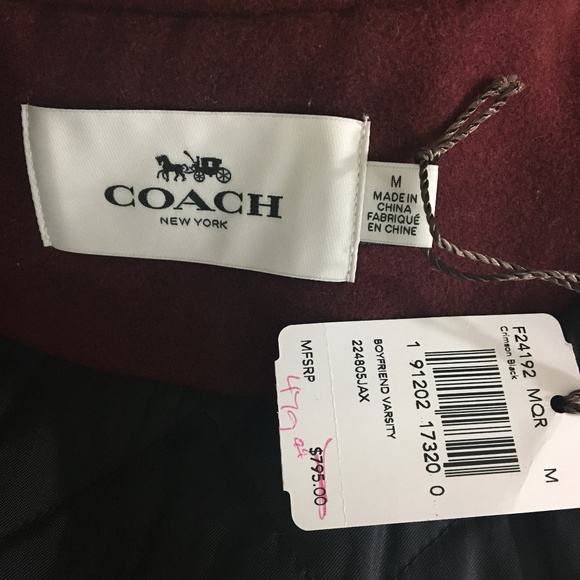 COACH
NEW YORK
M
MADE IN
CHINA
FABRIQUÉ
EN CHINE
F24192 MQR M
Crimson Black
1 91202 17320 0
BOYFRIEND VARSITY
224805JAX
MFSRP $795.00
479